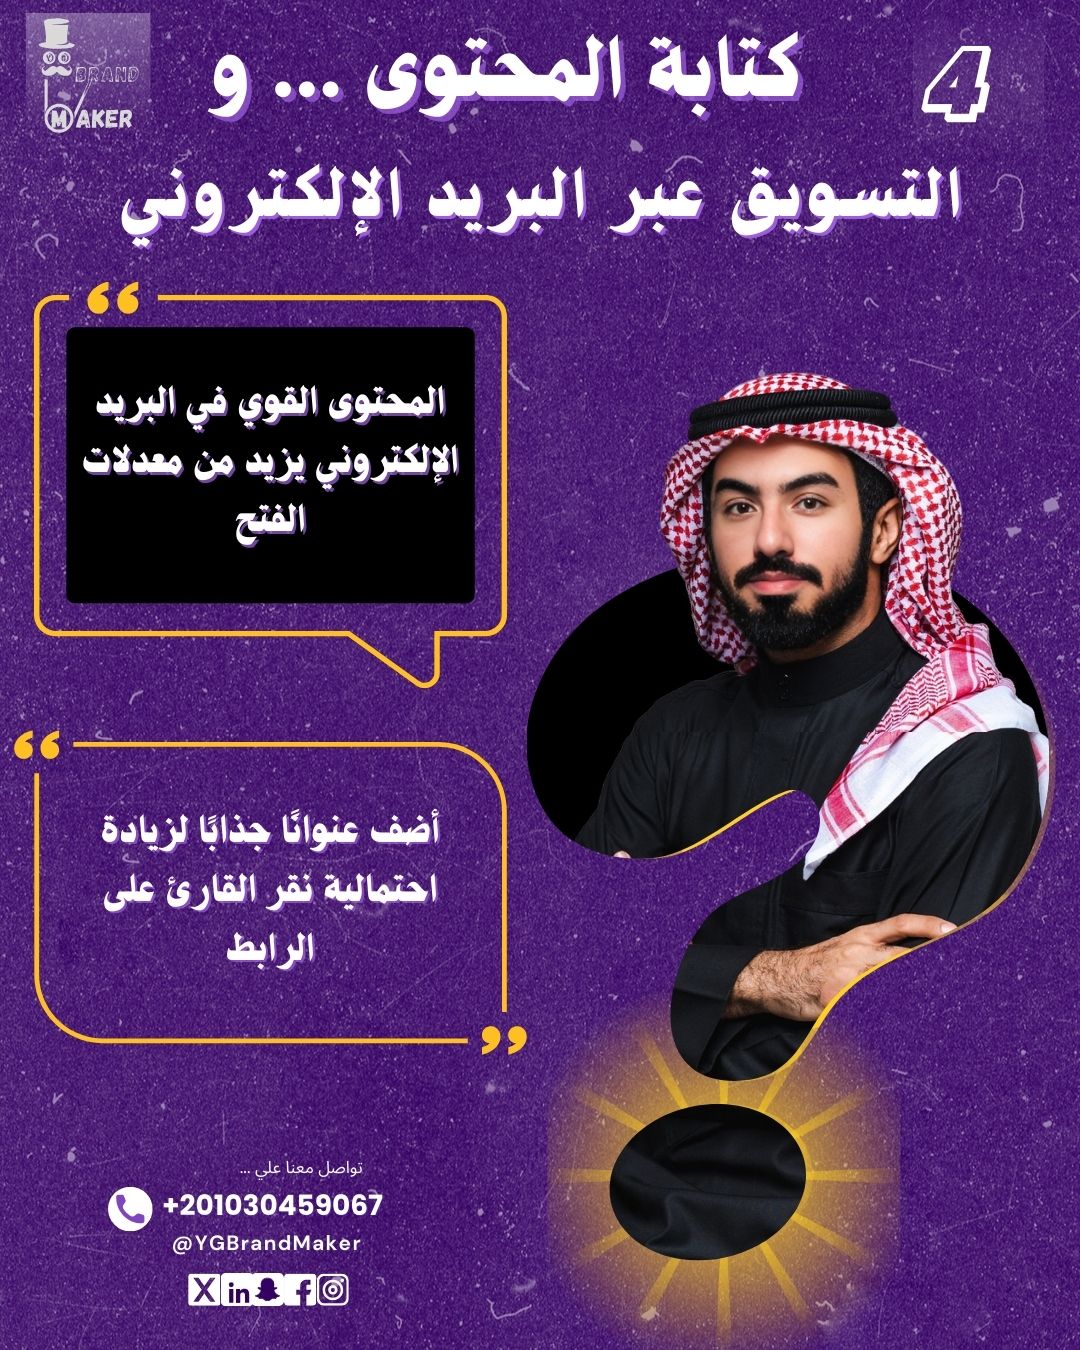 BRAND
MAKER
4
كتابة المحتوى ... و
التسويق عبر البريد الإلكتروني
المحتوى القوي في البريد
الإلكتروني يزيد من معدلات
الفتح
أضف عنوانًا جذابًا لزيادة
احتمالية نقر القارئ على
الرابط
تواصل معنا علي ...
+201030459067
@YGBrandMaker